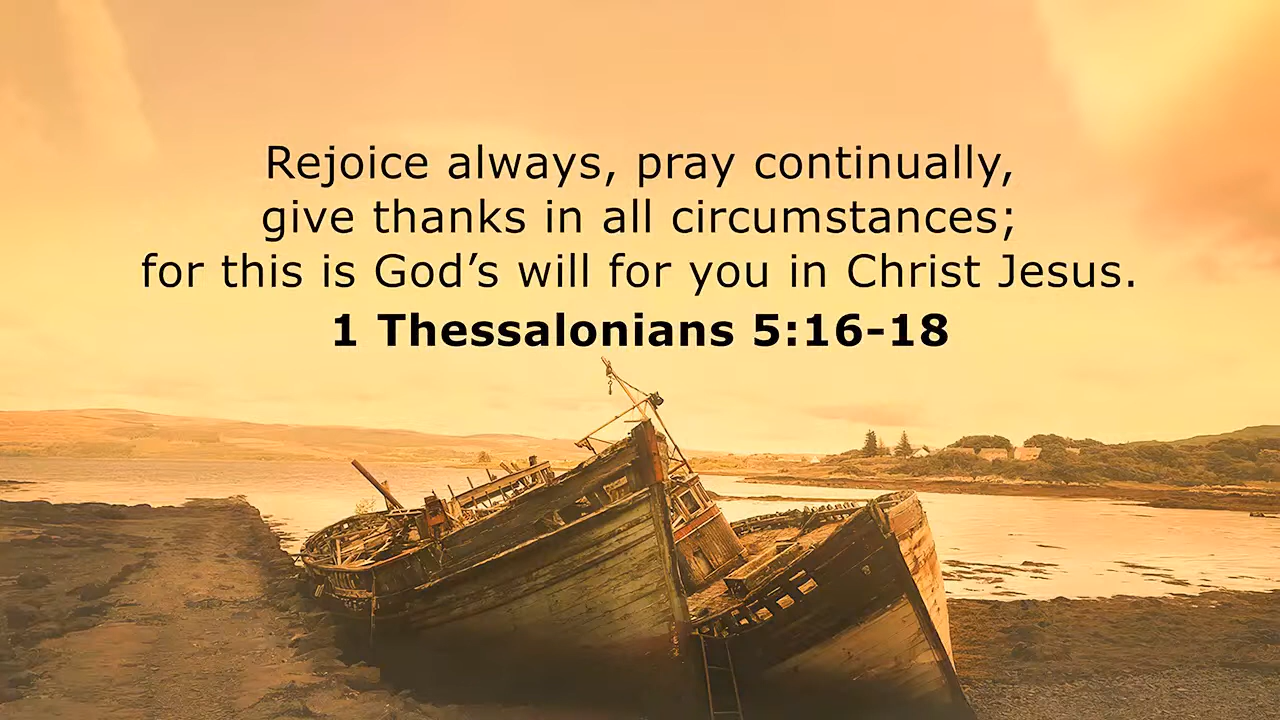 Rejoice always, pray continually,
give thanks in all circumstances;
for this is God’s will for you in Christ Jesus.
1 Thessalonians 5:16-18